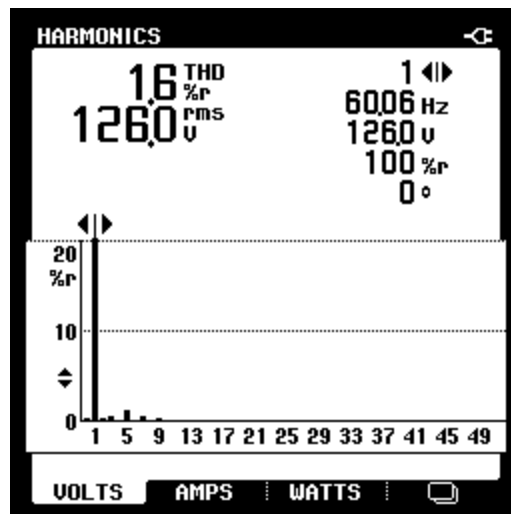 HARMONICS
1.6 THD %r
126.0 rms V
1
60.06 Hz
126.0 V
100 %r
0 °
20
%r
10
0
1 5 9 13 17 21 25 29 33 37 41 45 49
VOLTS AMPS WATTS